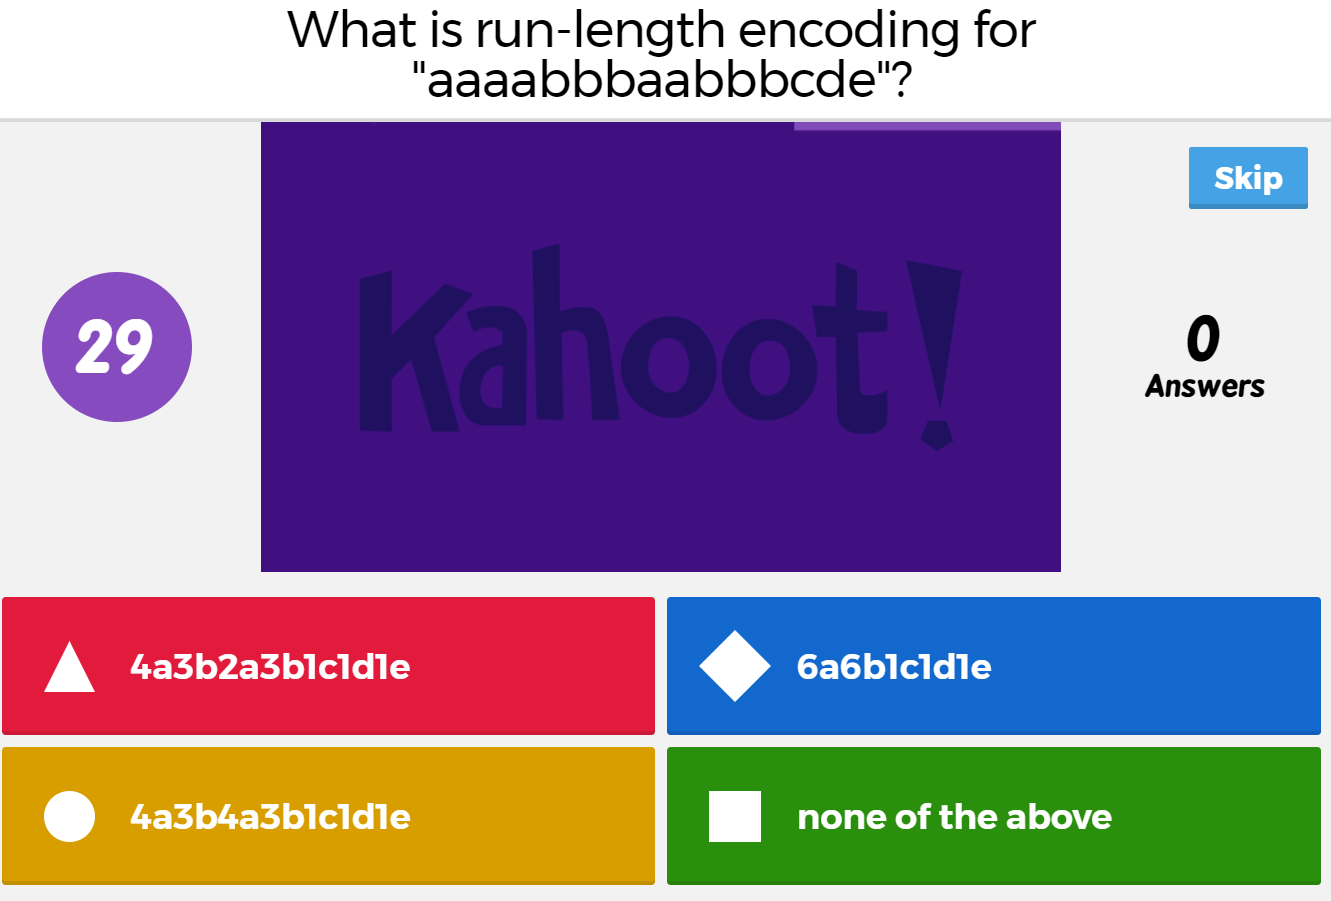 What is run-length encoding for
"aaaabbbaabbbcde"?
Skip
29
Kahoot!
0
Answers
4a3b2a3b1c1d1e
6a6b1c1d1e
4a3b4a3b1c1d1e
none of the above